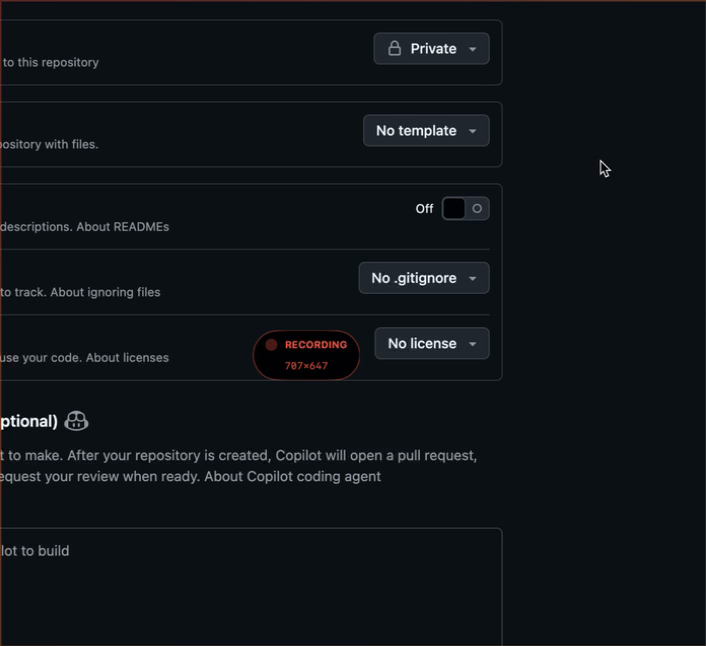 Private
to this repository
No template
pository with files.
Off
descriptions. About READMEs
No .gitignore
to track. About ignoring files
RECORDING
No license
use your code. About licenses
707×647
ptional)
t to make. After your repository is created, Copilot will open a pull request,
equest your review when ready. About Copilot coding agent
lot to build